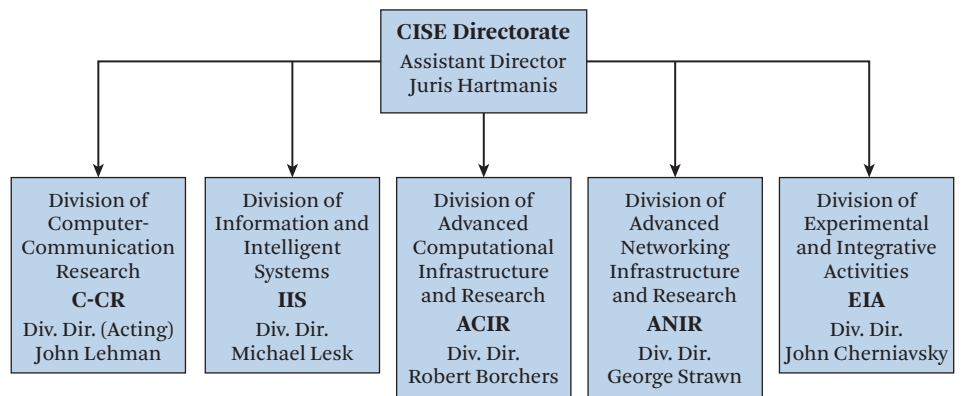 CISE Directorate
Assistant Director
Juris Hartmanis
Division of
Computer-
Communication
Research
C-CR
Div. Dir. (Acting)
John Lehman
Division of
Information and
Intelligent
Systems
IIS
Div. Dir.
Michael Lesk
Division of
Advanced
Computational
Infrastructure
and Research
ACIR
Div. Dir.
Robert Borchers
Division of
Advanced
Networking
Infrastructure
and Research
ANIR
Div. Dir.
George Strawn
Division of
Experimental
and Integrative
Activities
EIA
Div. Dir.
John Cherniavsky